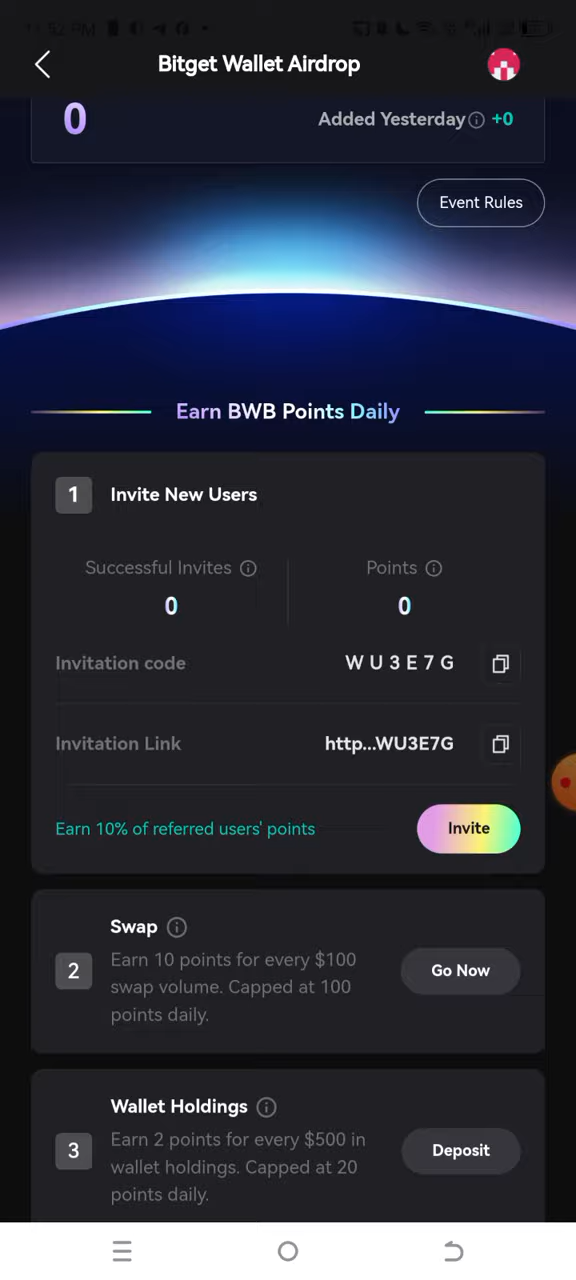 Bitget Wallet Airdrop
0
Added Yesterday +0
Event Rules
Earn BWB Points Daily
1
Invite New Users
Successful Invites
Points
0
0
Invitation code
WU3E7G
Invitation Link
http...WU3E7G
Earn 10% of referred users' points
Invite
2
Swap
Earn 10 points for every $100
swap volume. Capped at 100
points daily.
Go Now
3
Wallet Holdings
Earn 2 points for every $500 in
wallet holdings. Capped at 20
points daily.
Deposit